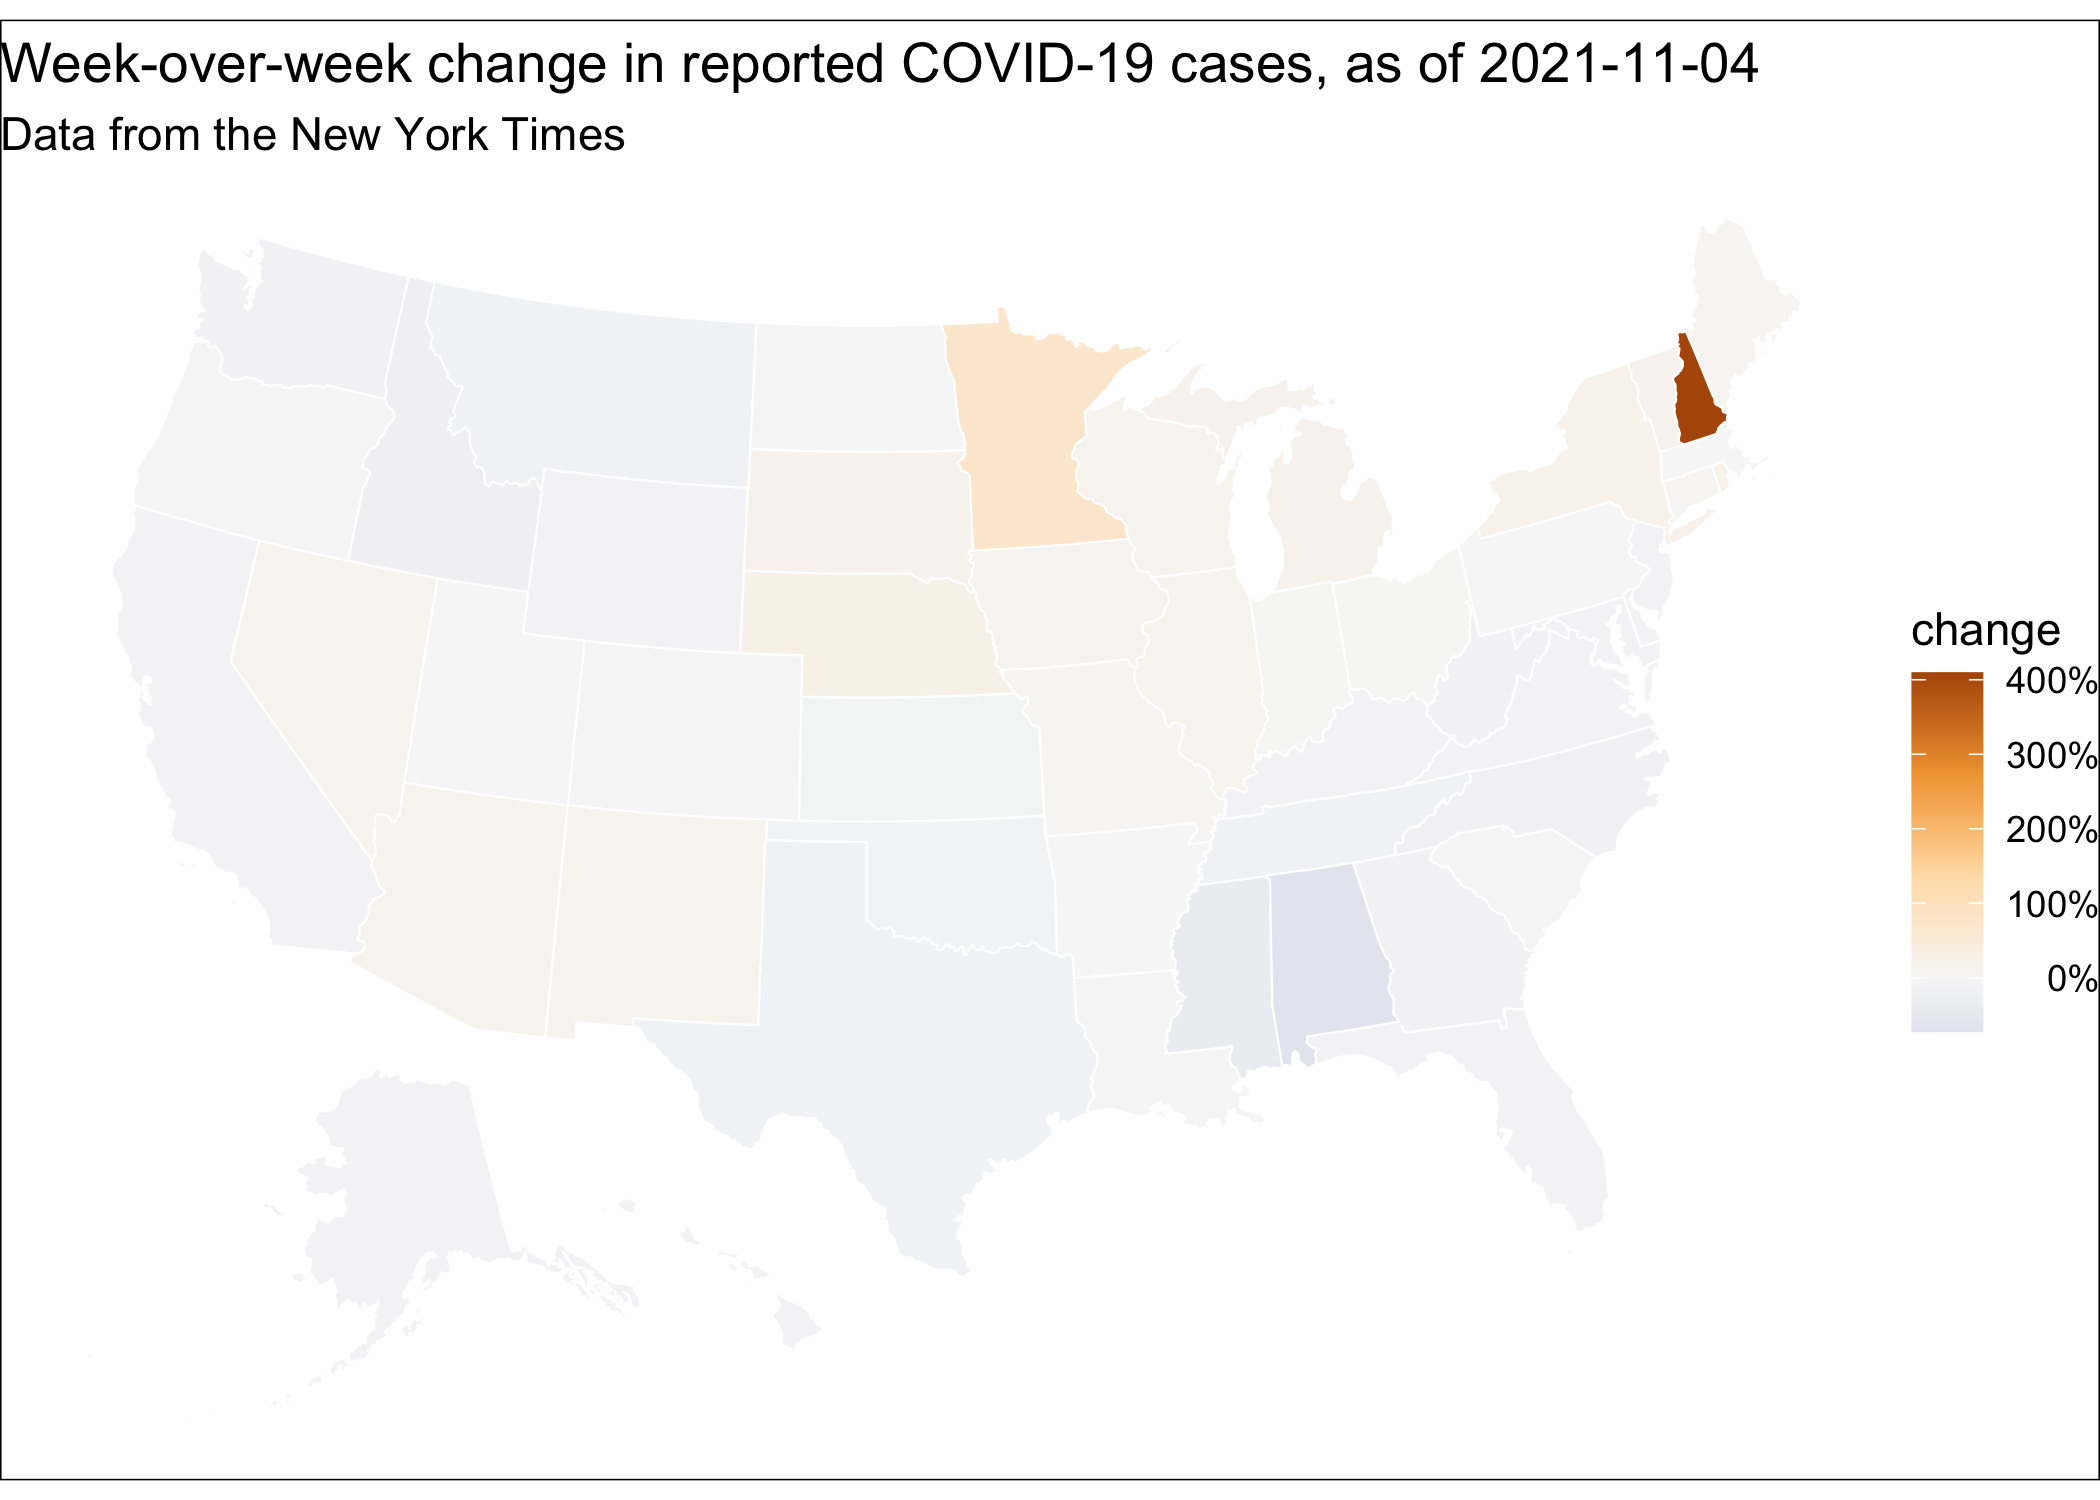 Week-over-week change in reported COVID-19 cases, as of 2021-11-04
Data from the New York Times
change
400%
300%
200%
100%
0%